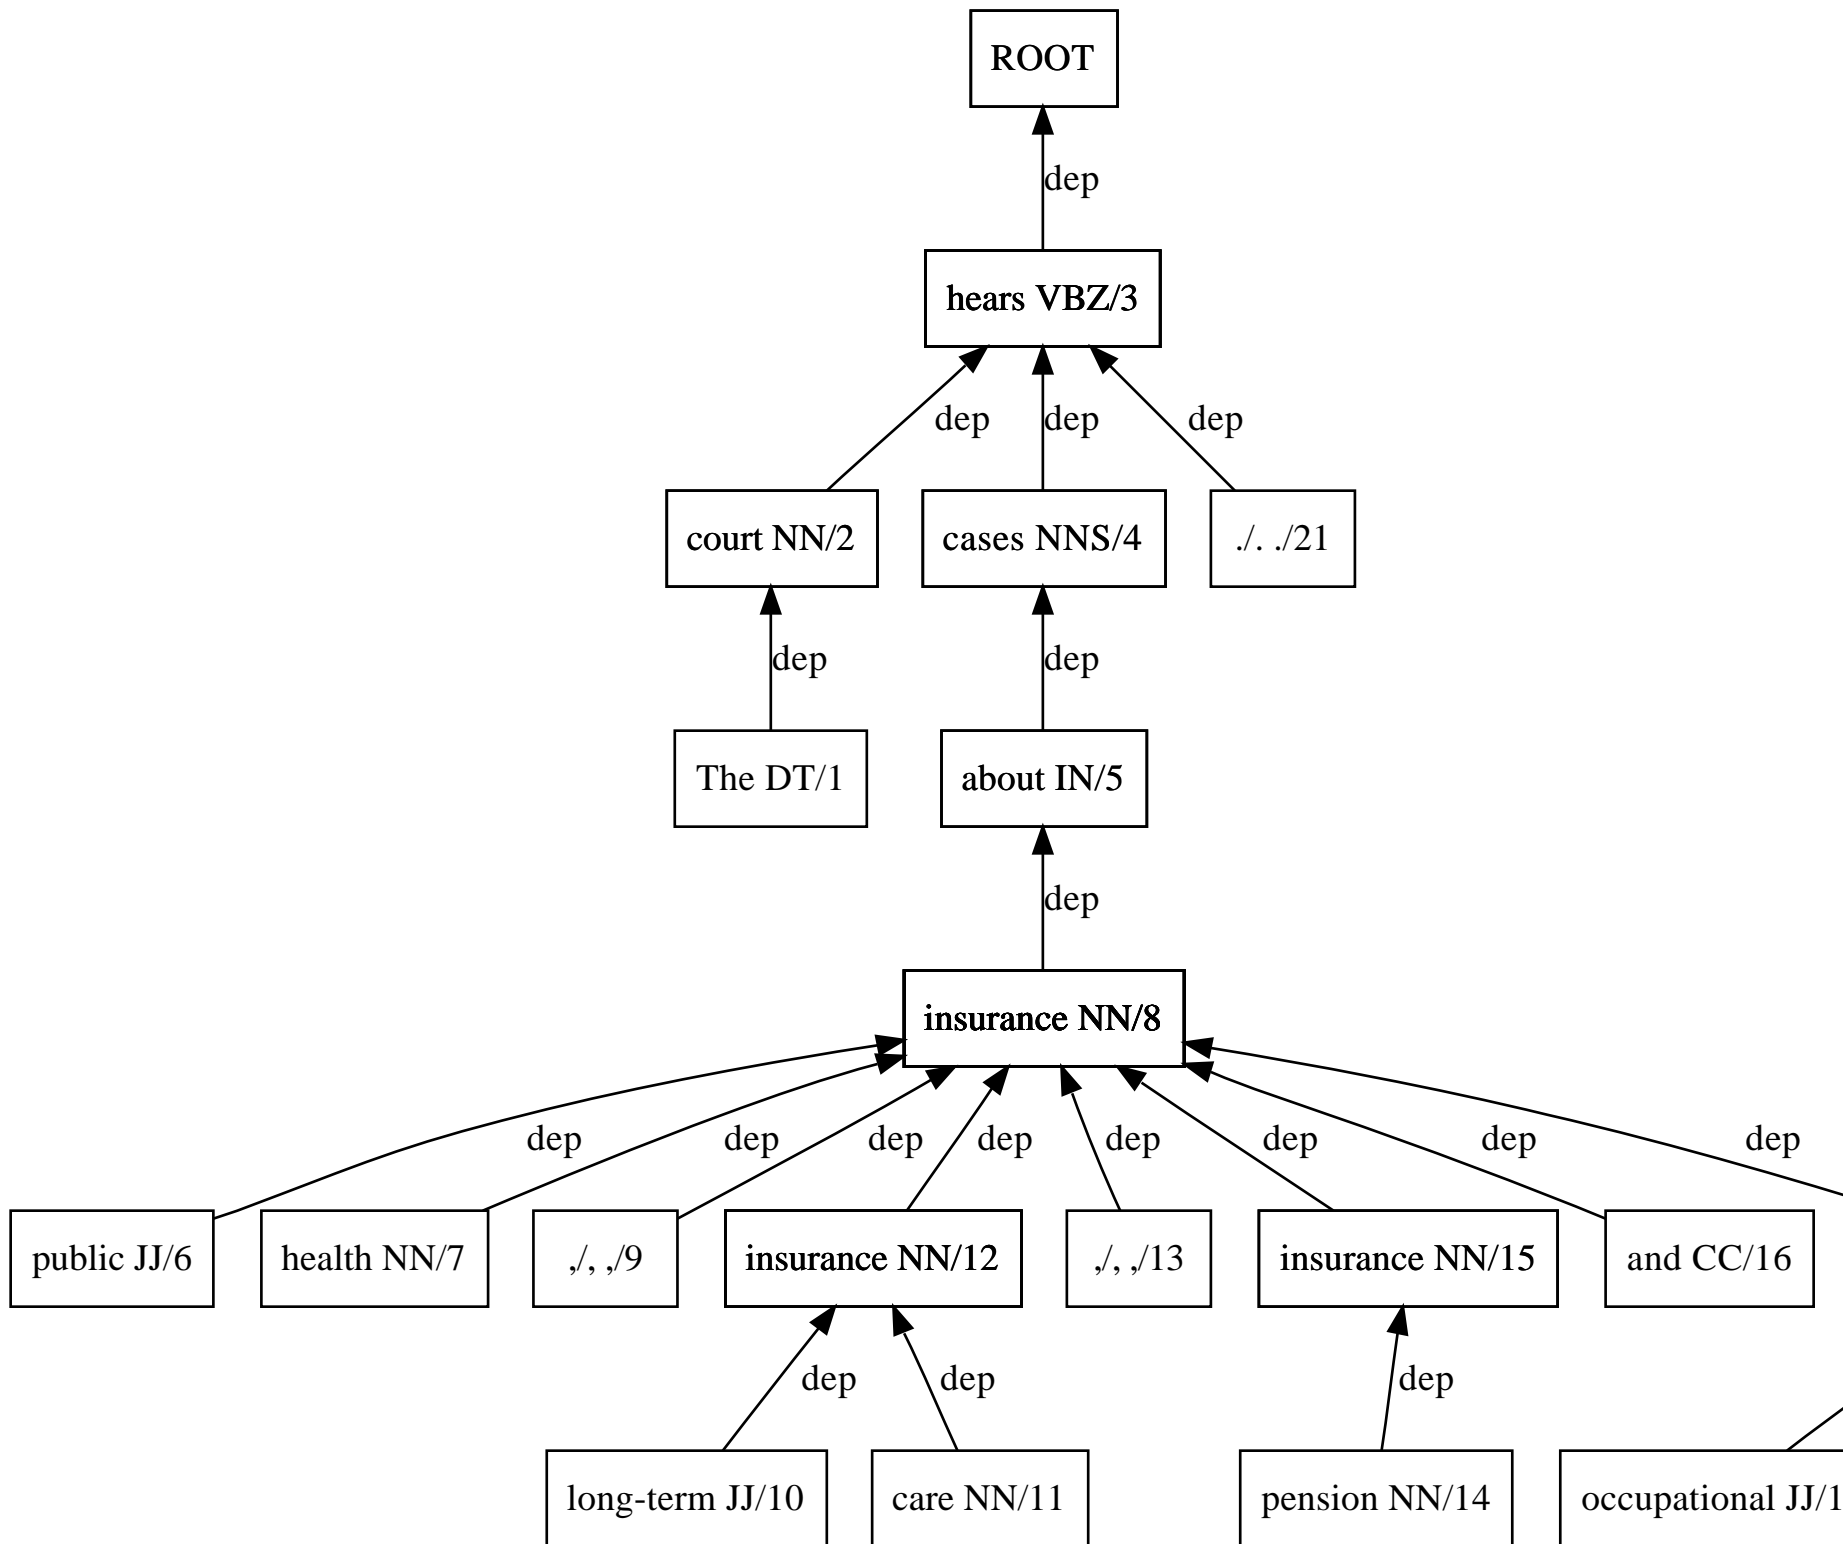 ROOT
dep
hears VBZ/3
dep dep dep
court NN/2 cases NNS/4 ./. ./21
dep dep
The DT/1 about IN/5
dep
insurance NN/8
dep dep dep dep dep dep dep dep
public JJ/6 health NN/7 ,/, ,/9 insurance NN/12 ,/, ,/13 insurance NN/15 and CC/16
dep dep dep
long-term JJ/10 care NN/11 pension NN/14 occupational JJ/1